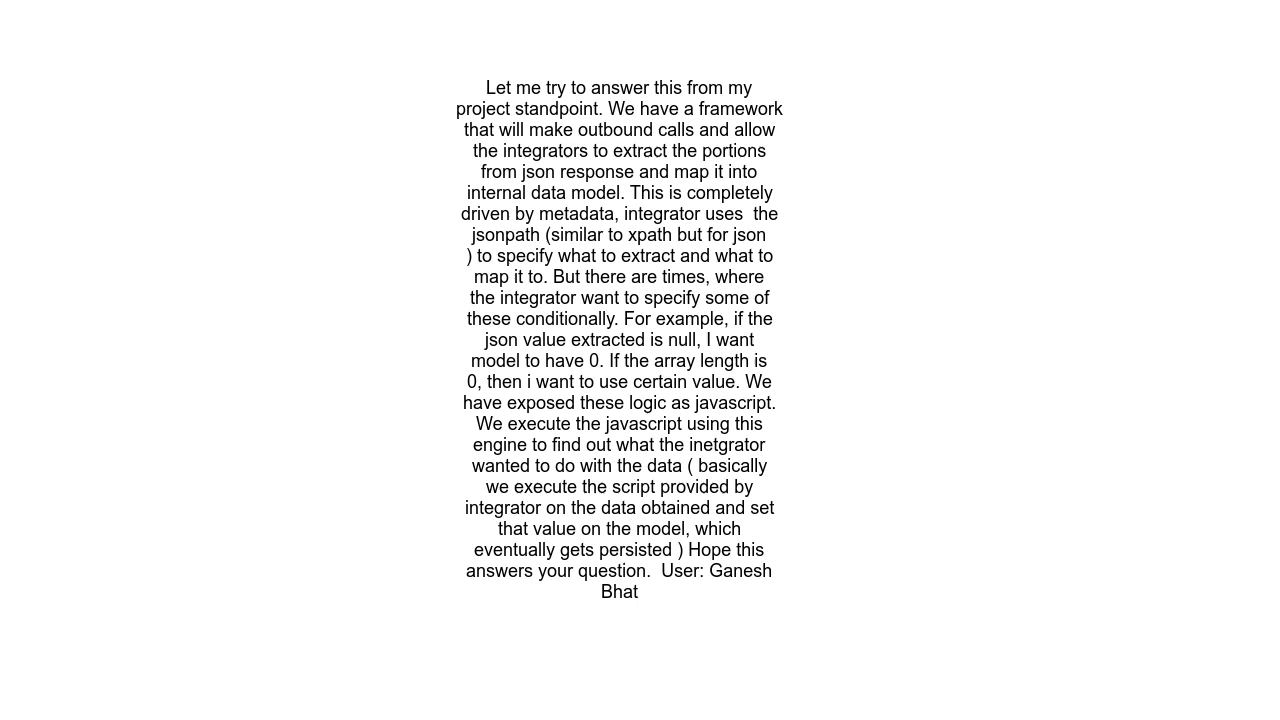 Let me try to answer this from my
project standpoint. We have a framework
that will make outbound calls and allow
the integrators to extract the portions
from json response and map it into
internal data model. This is completely
driven by metadata, integrator uses  the
jsonpath (similar to xpath but for json
) to specify what to extract and what to
map it to. But there are times, where
the integrator want to specify some of
these conditionally. For example, if the
json value extracted is null, I want
model to have 0. If the array length is
0, then i want to use certain value. We
have exposed these logic as javascript.
We execute the javascript using this
engine to find out what the inetgrator
wanted to do with the data ( basically
we execute the script provided by
integrator on the data obtained and set
that value on the model, which
eventually gets persisted ) Hope this
answers your question.  User: Ganesh
Bhat